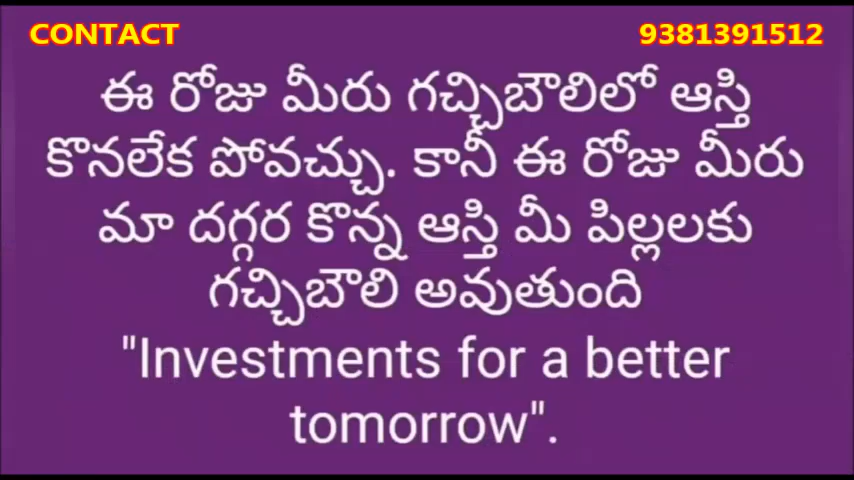 CONTACT 9381391512
ఈ రోజు మీరు గచ్చిబౌలిలో ఆస్తి
కొనలేక పోవచ్చు. కానీ ఈ రోజు మీరు
మా దగ్గర కొన్న ఆస్తి మీ పిల్లలకు
గచ్చిబౌలి అవుతుంది
"Investments for a better
tomorrow".